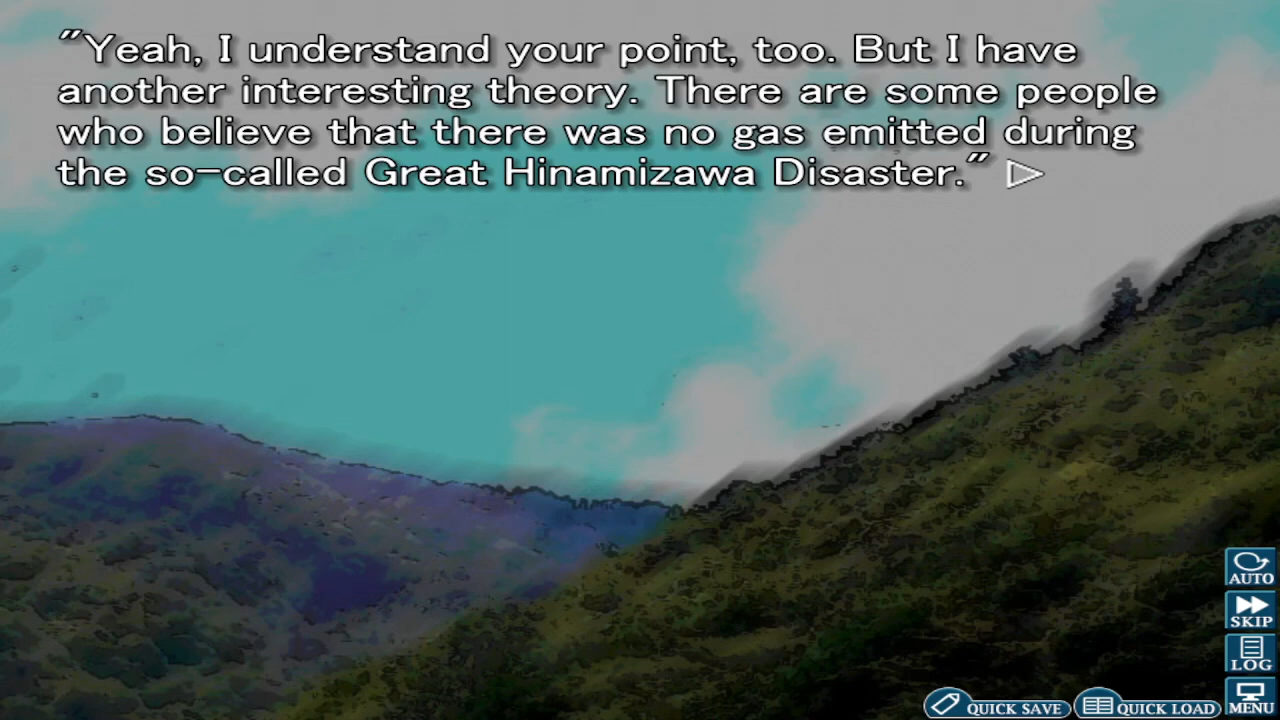 "Yeah, I understand your point, too. But I have
another interesting theory. There are some people
who believe that there was no gas emitted during
the so-called Great Hinamizawa Disaster."
AUTO
SKIP
LOG
MENU
QUICK SAVE
QUICK LOAD